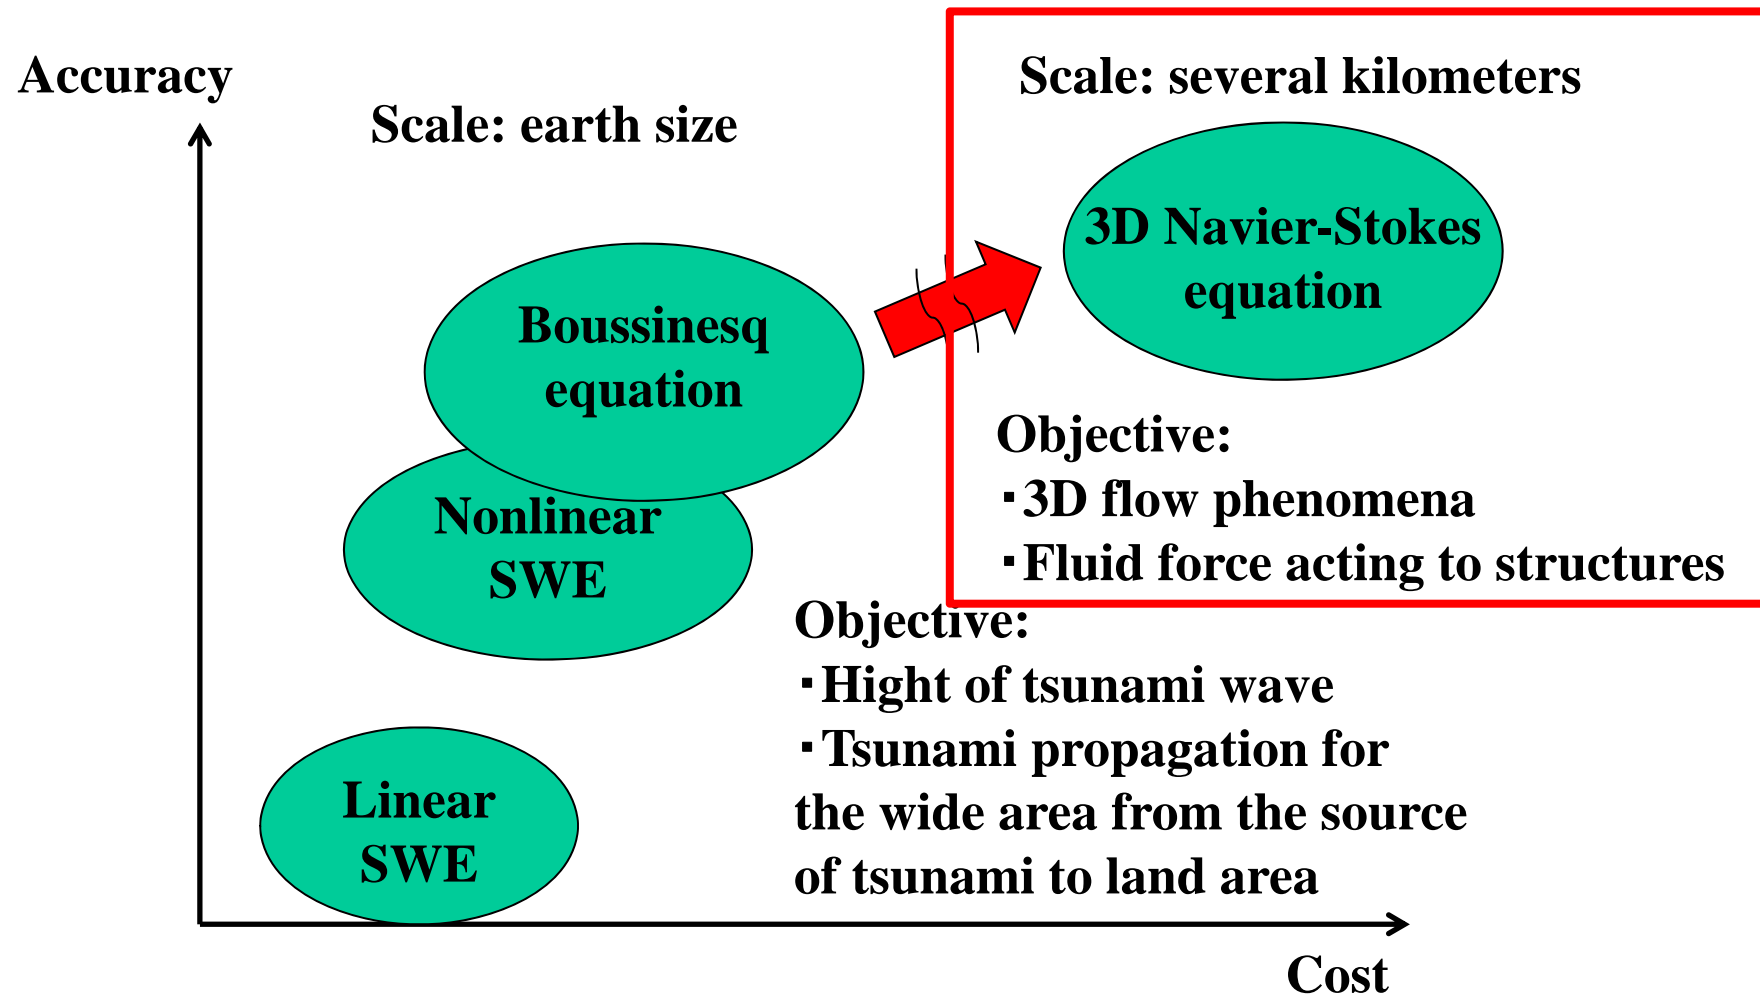 Accuracy
Scale: earth size
Scale: several kilometers
3D Navier-Stokes
equation
Boussinesq
equation
Nonlinear
SWE
Linear
SWE
Objective:
・3D flow phenomena
・Fluid force acting to structures
Objective:
・Hight of tsunami wave
・Tsunami propagation for
the wide area from the source
of tsunami to land area
Cost